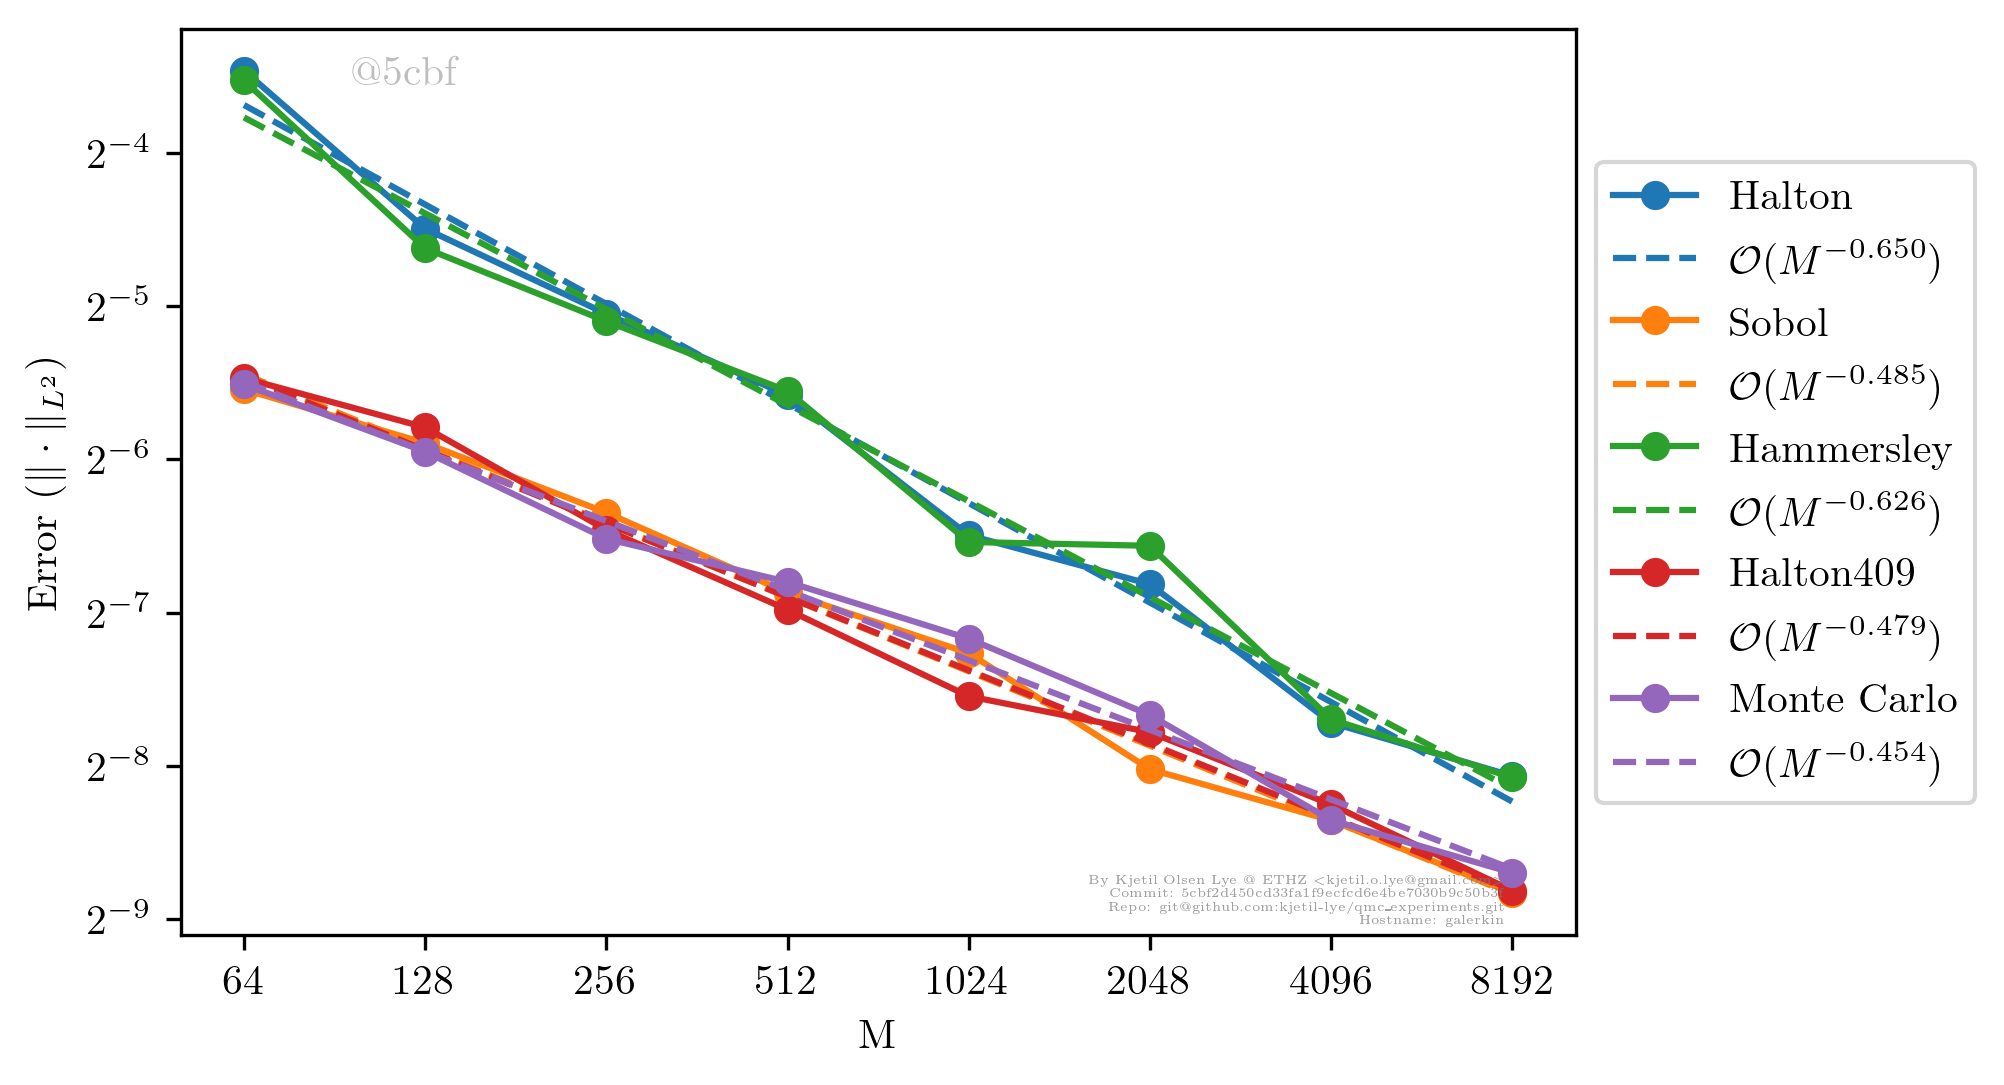 @5cbf
2⁻⁴
2⁻⁵
2⁻⁶
2⁻⁷
2⁻⁸
2⁻⁹
Error (|| · ||_{L²})
64 128 256 512 1024 2048 4096 8192
M
Halton
𝒪(M^{−0.650})
Sobol
𝒪(M^{−0.485})
Hammersley
𝒪(M^{−0.626})
Halton409
𝒪(M^{−0.479})
Monte Carlo
𝒪(M^{−0.454})
By Kjetil Olsen Lye @ ETHZ <kjetil.o.lye@gmail.com>
Commit:
Repo: git@github.com:kjetil-lye/qmc_experiments.git
Hostname: galerkin